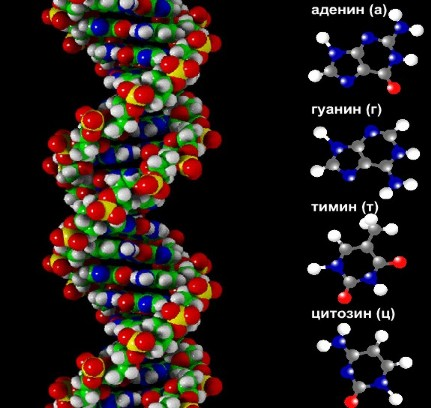 аденин (а)
гуанин (г)
тимин (т)
цитозин (ц)